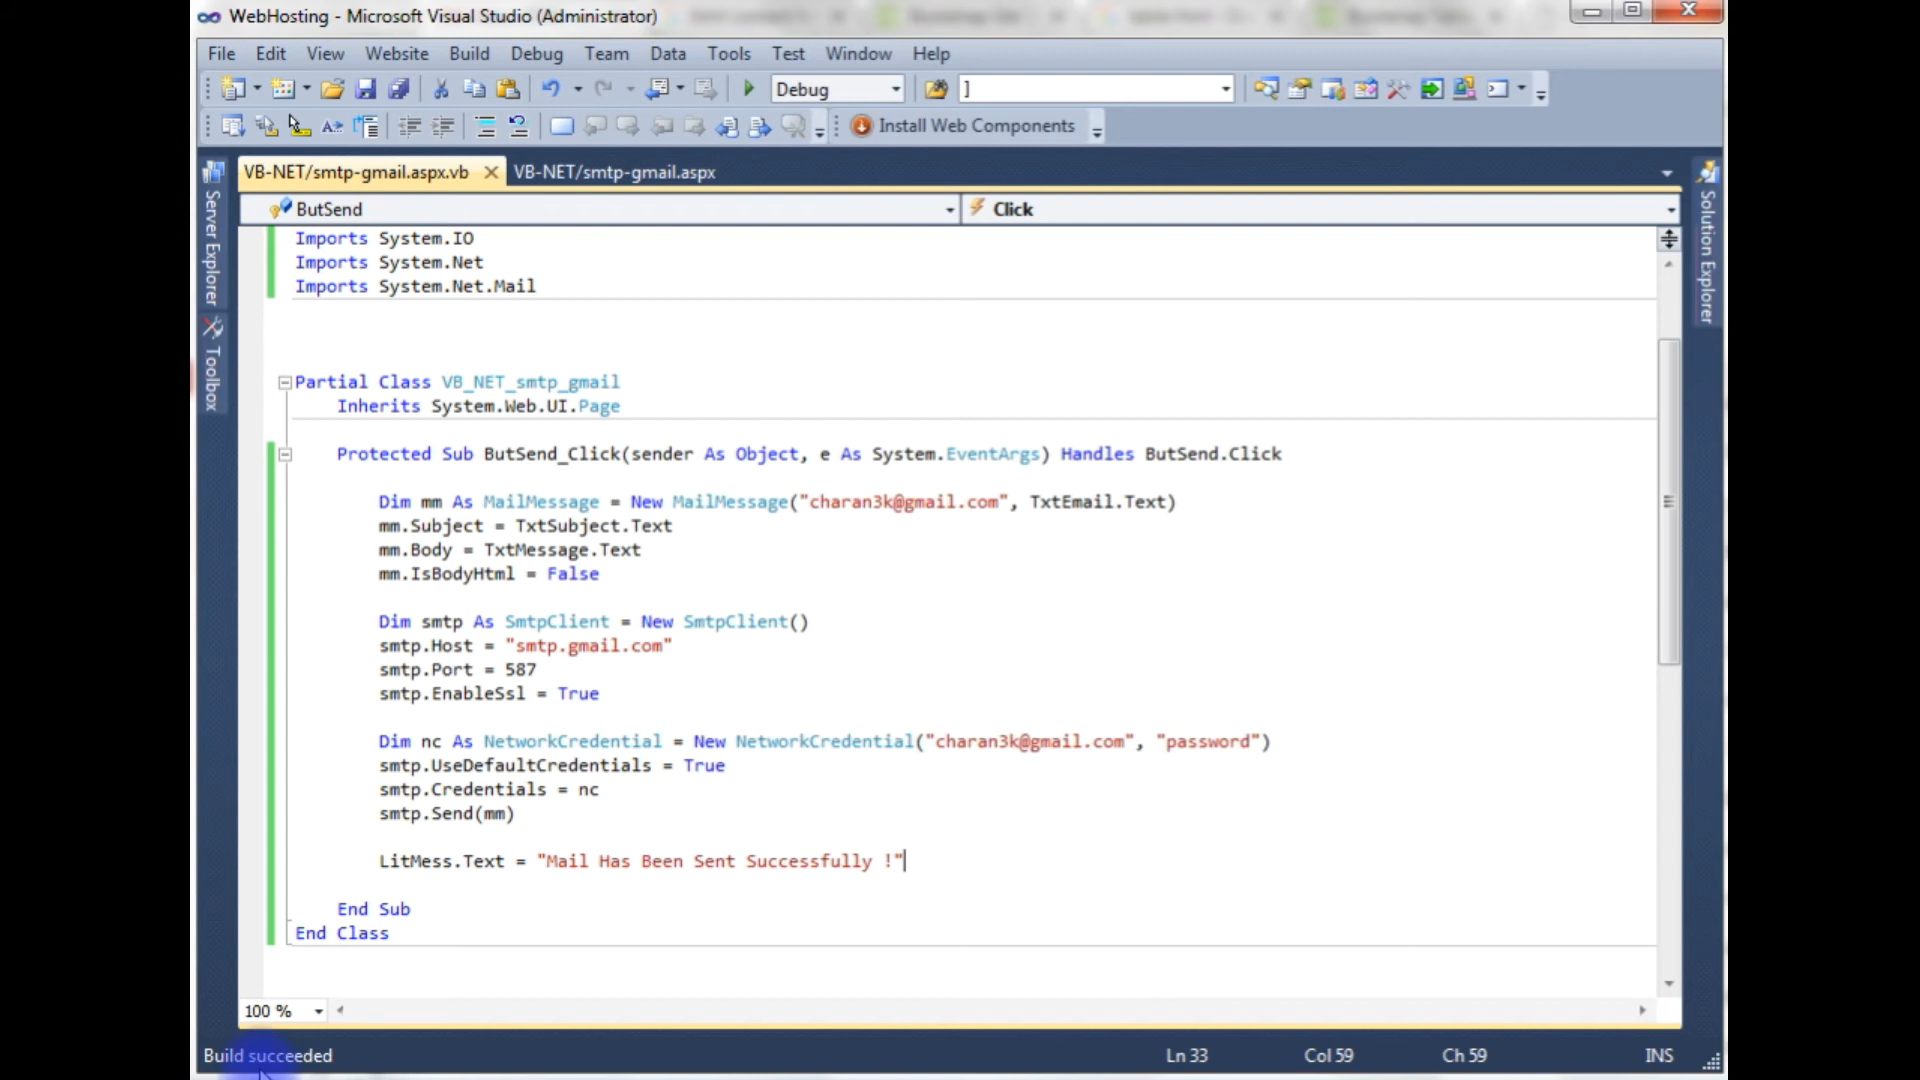 WebHosting - Microsoft Visual Studio (Administrator)
File Edit View Website Build Debug Team Data Tools Test Window Help
Debug ]
Install Web Components
VB-NET/smtp-gmail.aspx.vb VB-NET/smtp-gmail.aspx
ButSend Click
Server Explorer
Toolbox
Solution Explorer
Imports System.IO
Imports System.Net
Imports System.Net.Mail
Partial Class VB_NET_smtp_gmail
Inherits System.Web.UI.Page
Protected Sub ButSend_Click(sender As Object, e As System.EventArgs) Handles ButSend.Click
Dim mm As MailMessage = New MailMessage("charan3k@gmail.com", TxtEmail.Text)
mm.Subject = TxtSubject.Text
mm.Body = TxtMessage.Text
mm.IsBodyHtml = False
Dim smtp As SmtpClient = New SmtpClient()
smtp.Host = "smtp.gmail.com"
smtp.Port = 587
smtp.EnableSsl = True
Dim nc As NetworkCredential = New NetworkCredential("charan3k@gmail.com", "password")
smtp.UseDefaultCredentials = True
smtp.Credentials = nc
smtp.Send(mm)
LitMess.Text = "Mail Has Been Sent Successfully !"
End Sub
End Class
100 %
Build succeeded Ln 33 Col 59 Ch 59 INS